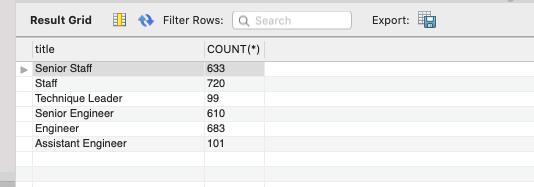 Result Grid Filter Rows: Search Export:
title COUNT(*)
Senior Staff 633
Staff 720
Technique Leader 99
Senior Engineer 610
Engineer 683
Assistant Engineer 101